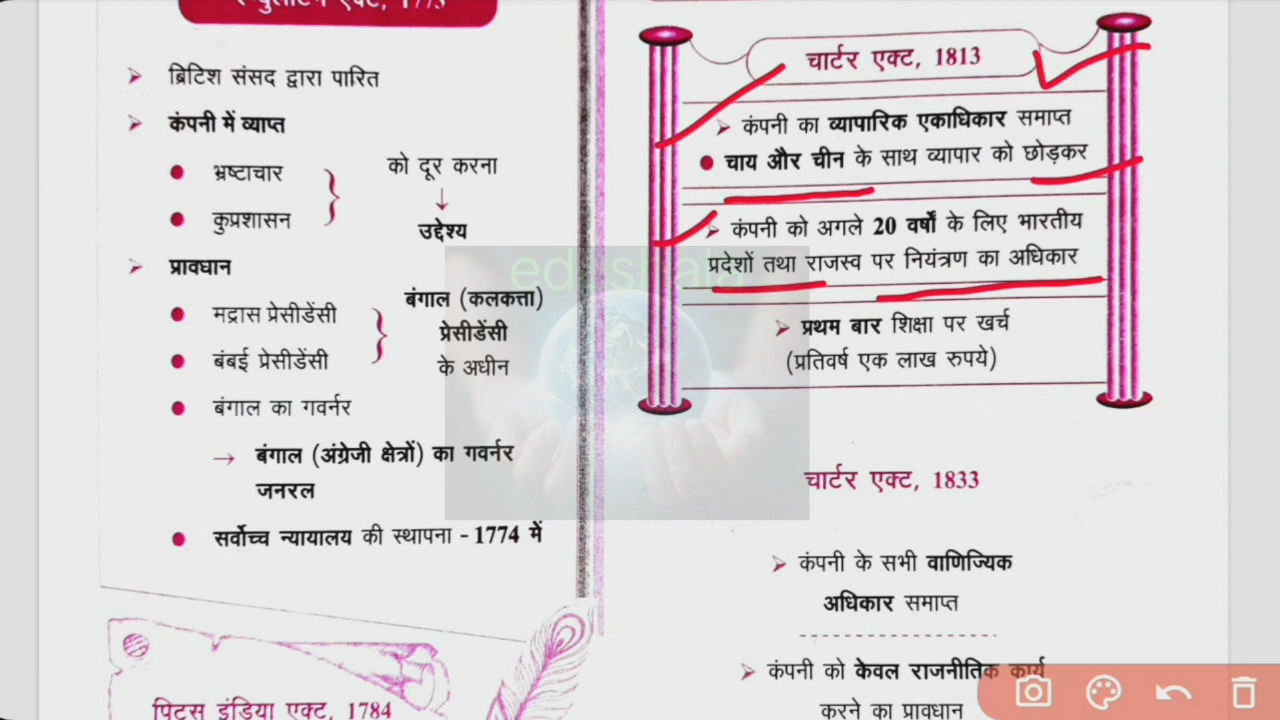 एक्ट, 1773
ब्रिटिश संसद द्वारा पारित
कंपनी में व्याप्त
भ्रष्टाचार
कुप्रशासन
को दूर करना
उद्देश्य
प्रावधान
मद्रास प्रेसीडेंसी
बंबई प्रेसीडेंसी
बंगाल (कलकत्ता)
प्रेसीडेंसी
के अधीन
बंगाल का गवर्नर
→ बंगाल (अंग्रेजी क्षेत्रों) का गवर्नर
जनरल
सर्वोच्च न्यायालय की स्थापना - 1774 में
पिट्स इंडिया एक्ट, 1784
चार्टर एक्ट, 1813
कंपनी का व्यापारिक एकाधिकार समाप्त
चाय और चीन के साथ व्यापार को छोड़कर
कंपनी को अगले 20 वर्षों के लिए भारतीय
प्रदेशों तथा राजस्व पर नियंत्रण का अधिकार
प्रथम बार शिक्षा पर खर्च
(प्रतिवर्ष एक लाख रुपये)
चार्टर एक्ट, 1833
कंपनी के सभी वाणिज्यिक
अधिकार समाप्त
कंपनी को केवल राजनीतिक कार्य
करने का प्रावधान